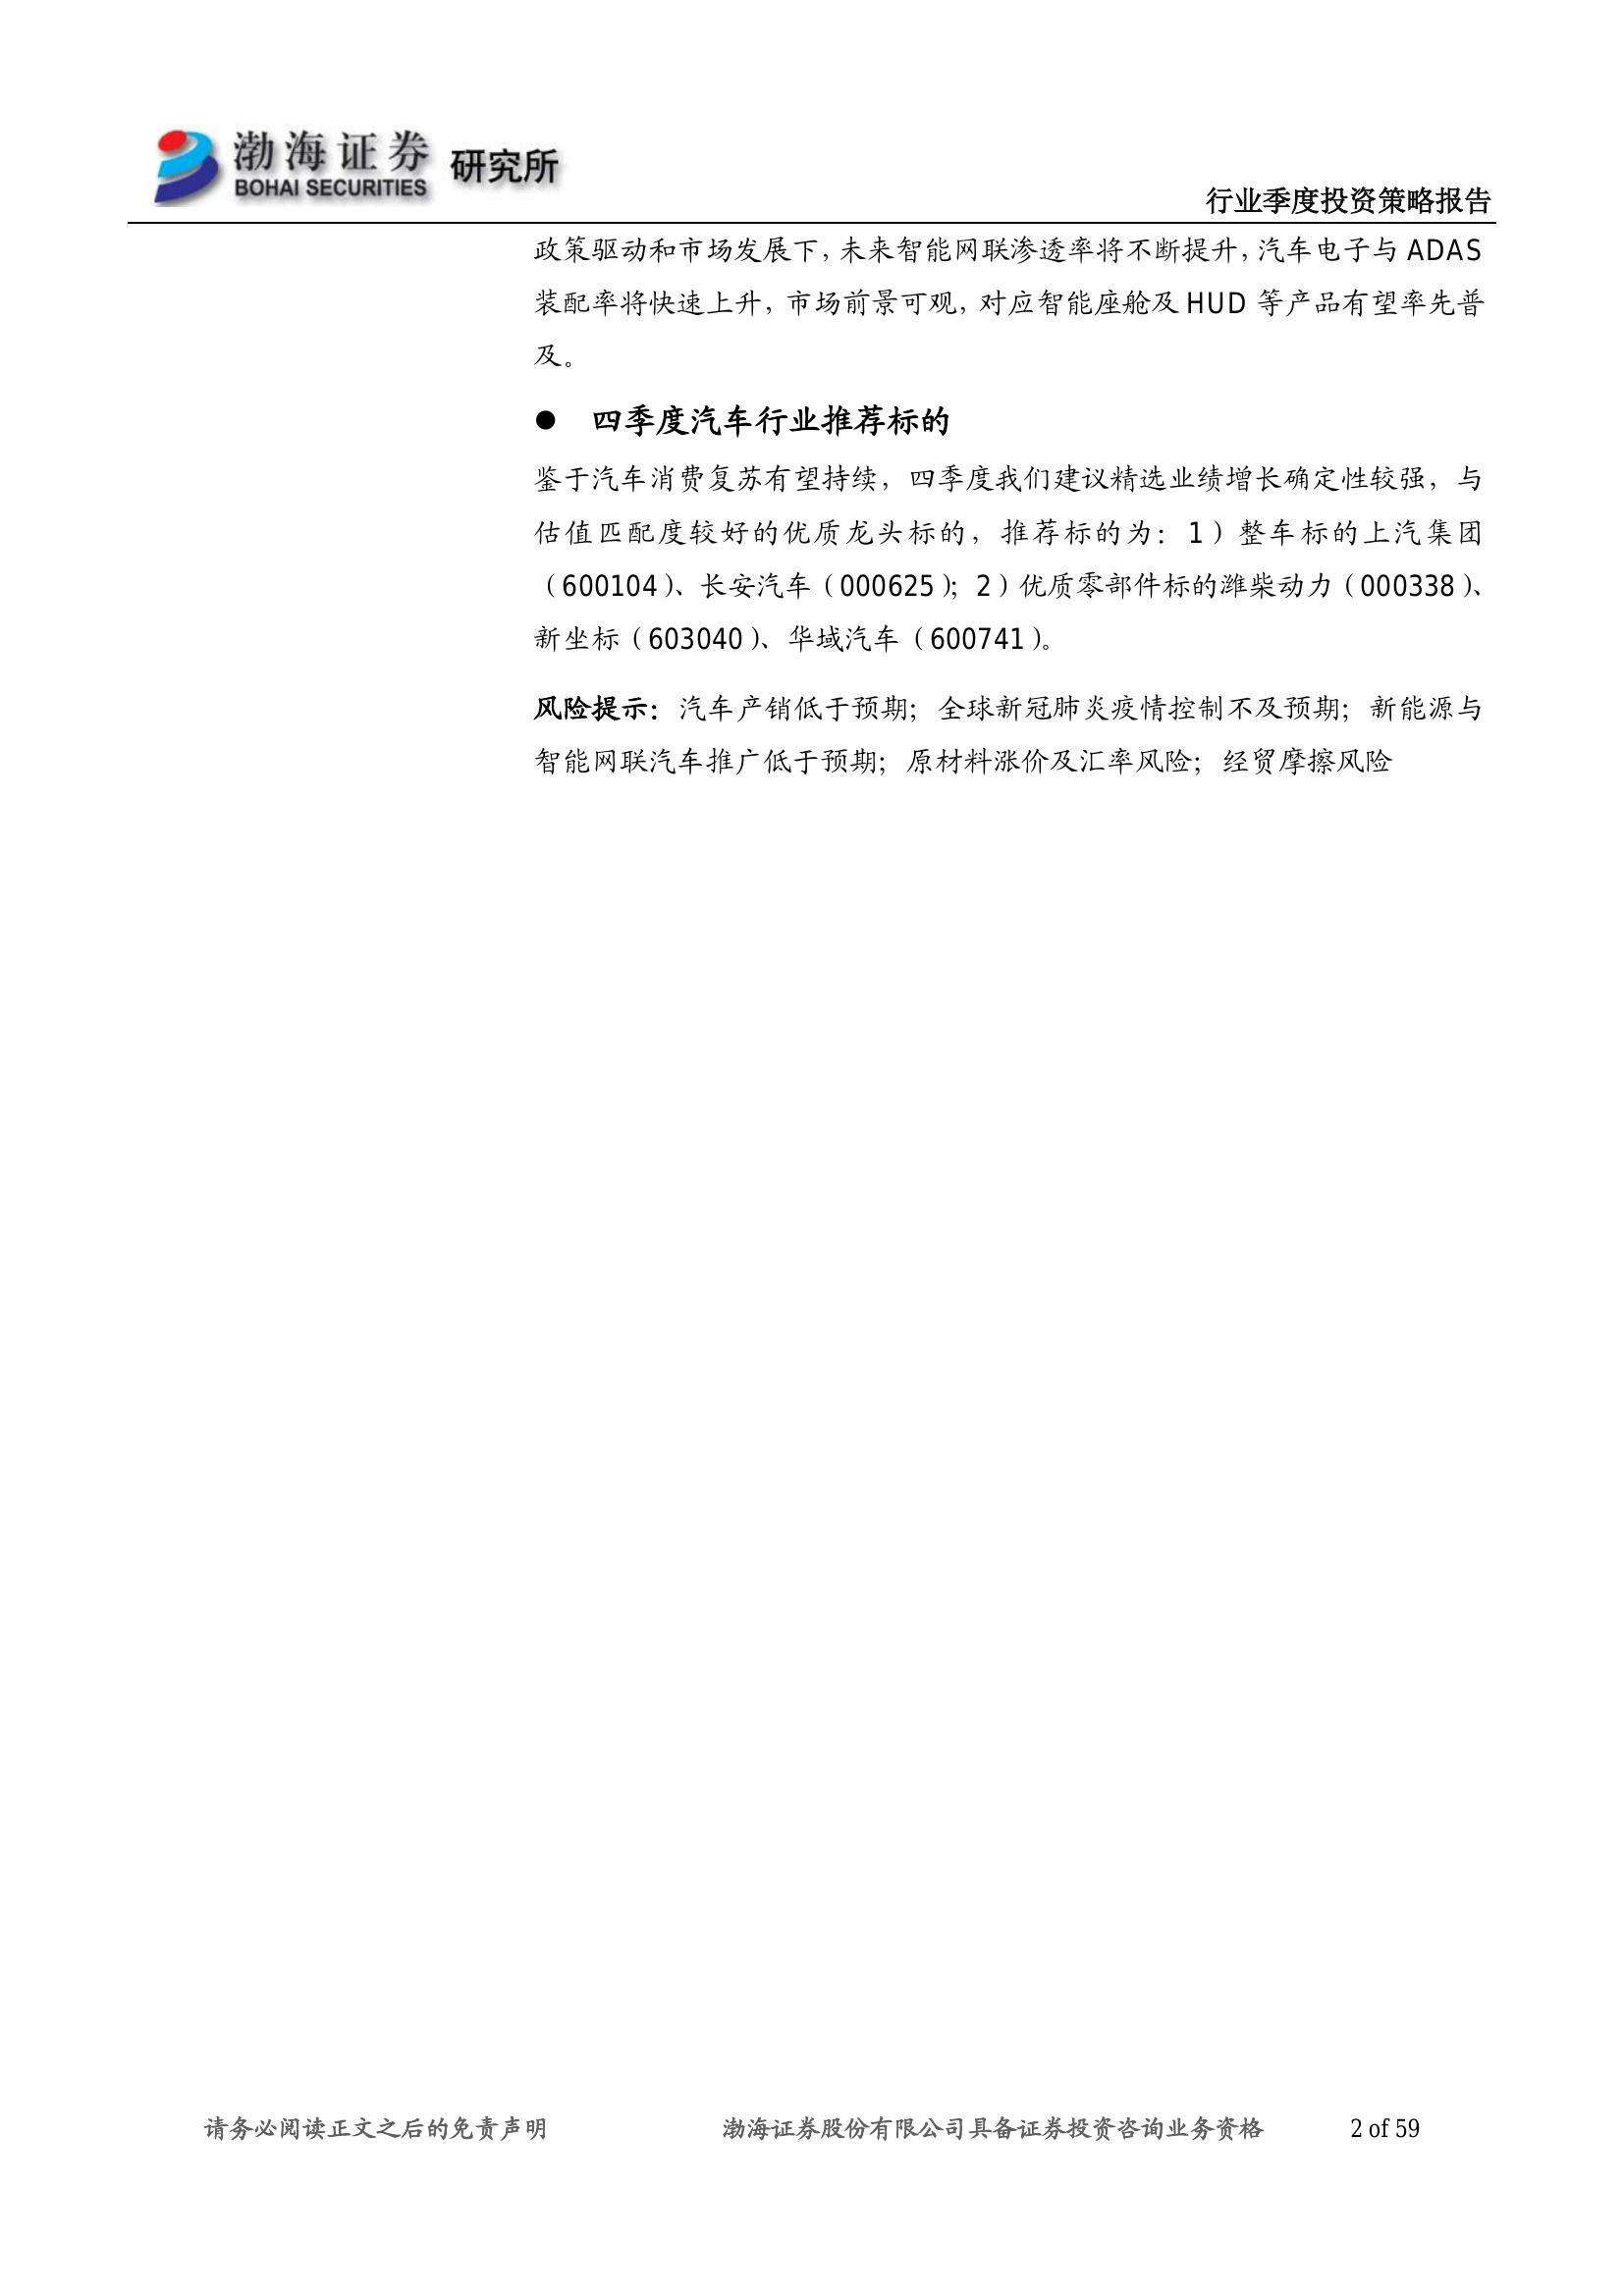 渤海证券 研究所
BOHAI SECURITIES
行业季度投资策略报告
政策驱动和市场发展下，未来智能网联渗透率将不断提升，汽车电子与 ADAS
装配率将快速上升，市场前景可观，对应智能座舱及 HUD 等产品有望率先普
及。
● 四季度汽车行业推荐标的
鉴于汽车消费复苏有望持续，四季度我们建议精选业绩增长确定性较强，与
估值匹配度较好的优质龙头标的，推荐标的为：1）整车标的上汽集团
（600104）、长安汽车（000625）；2）优质零部件标的潍柴动力（000338）、
新坐标（603040）、华域汽车（600741）。
风险提示：汽车产销低于预期；全球新冠肺炎疫情控制不及预期；新能源与
智能网联汽车推广低于预期；原材料涨价及汇率风险；经贸摩擦风险
请务必阅读正文之后的免责声明 渤海证券股份有限公司具备证券投资咨询业务资格 2 of 59